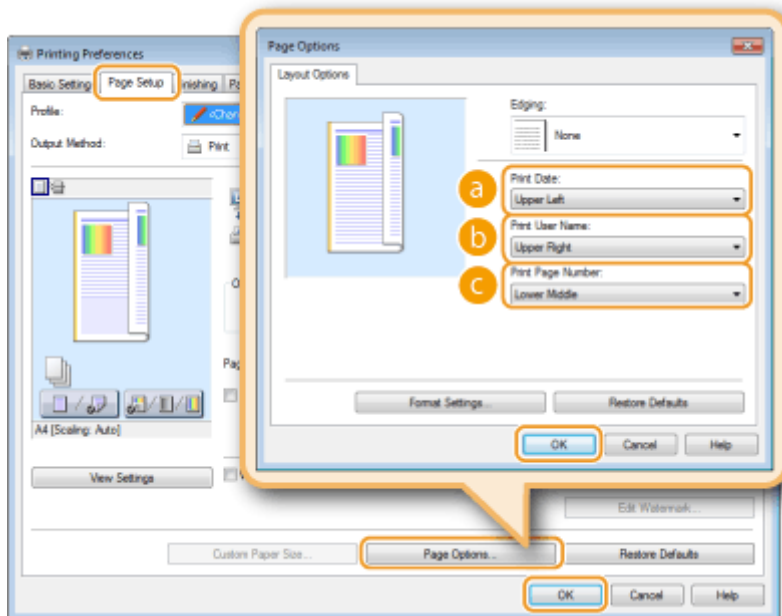 Printing Preferences
Basic Setting Page Setup inishing Pa
Profile:
Output Method:
Print
Pag
A4 [Scaling: Auto]
View Settings
Edit Watermark...
Custom Paper Size...
Page Options...
Restore Defaults
OK
Cancel
Help
Page Options
Layout Options
Edging:
None
a
Print Date:
Upper Left
b
Print User Name:
Upper Right
c
Print Page Number:
Lower Middle
Format Settings...
Restore Defaults
OK
Cancel
Help